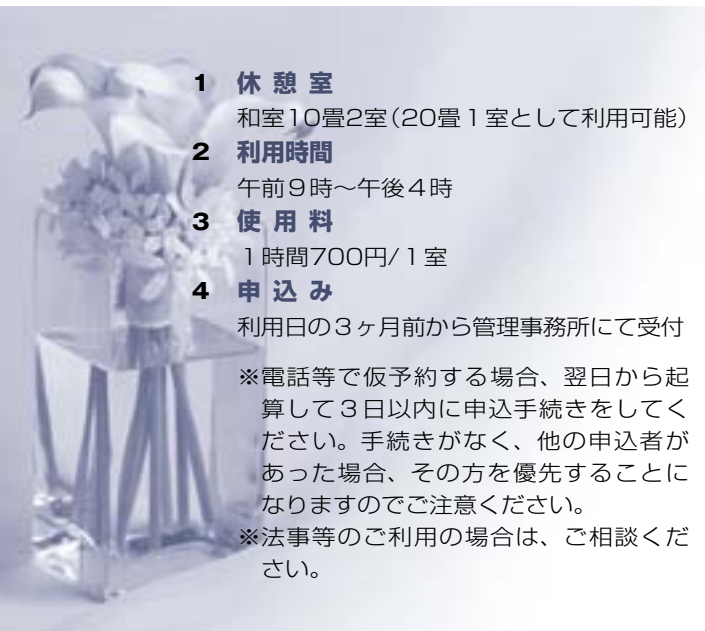 1 休憩室
和室10畳2室(20畳1室として利用可能)
2 利用時間
午前9時～午後4時
3 使用料
1時間700円/1室
4 申込み
利用日の3ヶ月前から管理事務所にて受付
※電話等で仮予約する場合、翌日から起
算して3日以内に申込手続きをしてく
ださい。手続きがなく、他の申込者が
あった場合、その方を優先することに
なりますのでご注意ください。
※法事等のご利用の場合は、ご相談くだ
さい。